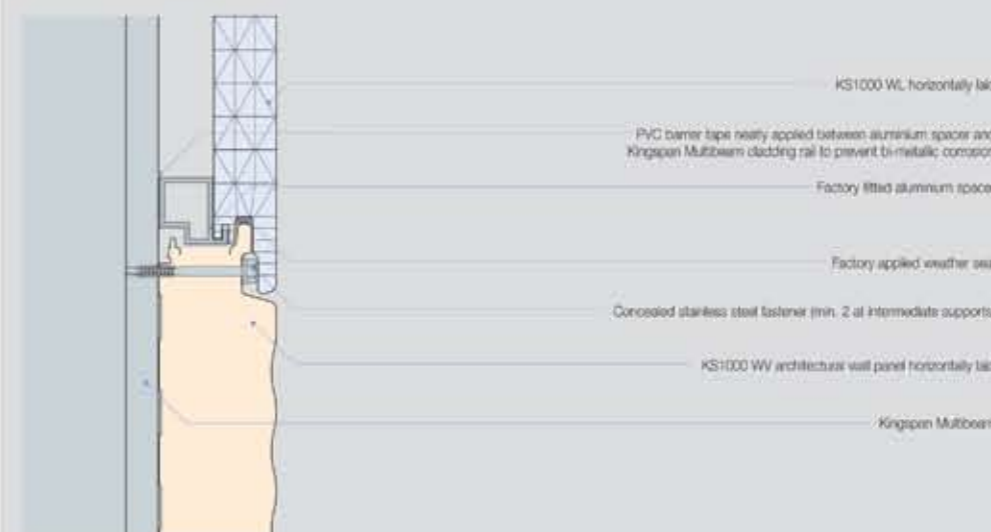 KS1000 WL horizontally lai
PVC barrier tape neatly applied between aluminium spacer and
Kingspan Multibeam cladding rail to prevent bi-metallic corrosion
Factory fitted aluminium space
Factory applied weather sea
Concealed stainless steel fastener (min. 2 at intermediate supports
KS1000 WV architectural wall panel horizontally lai
Kingspan Multibeam